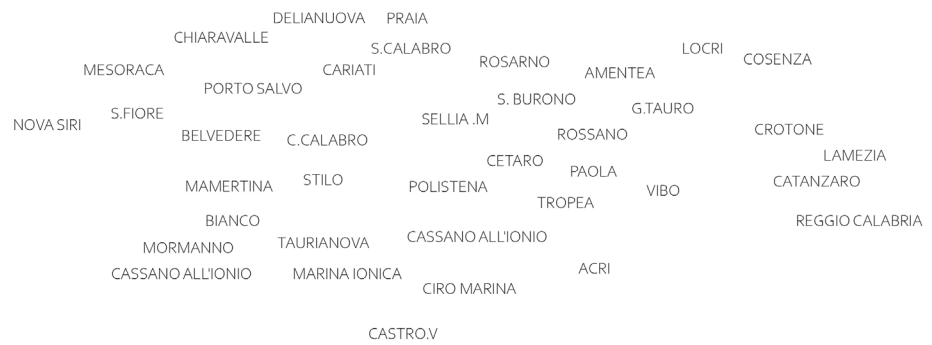 DELIANUOVA PRAIA
CHIARAVALLE
S.CALABRO
LOCRI
COSENZA
ROSARNO
MESORACA
CARIATI
AMENTEA
PORTO SALVO
S. BURONO
G.TAURO
S.FIORE
SELLIA .M
NOVA SIRI
CROTONE
BELVEDERE
ROSSANO
C.CALABRO
LAMEZIA
CETARO
PAOLA
STILO
CATANZARO
MAMERTINA
POLISTENA
VIBO
TROPEA
BIANCO
REGGIO CALABRIA
CASSANO ALL'IONIO
TAURIANOVA
MORMANNO
ACRI
CASSANO ALL'IONIO
MARINA IONICA
CIRO MARINA
CASTRO.V